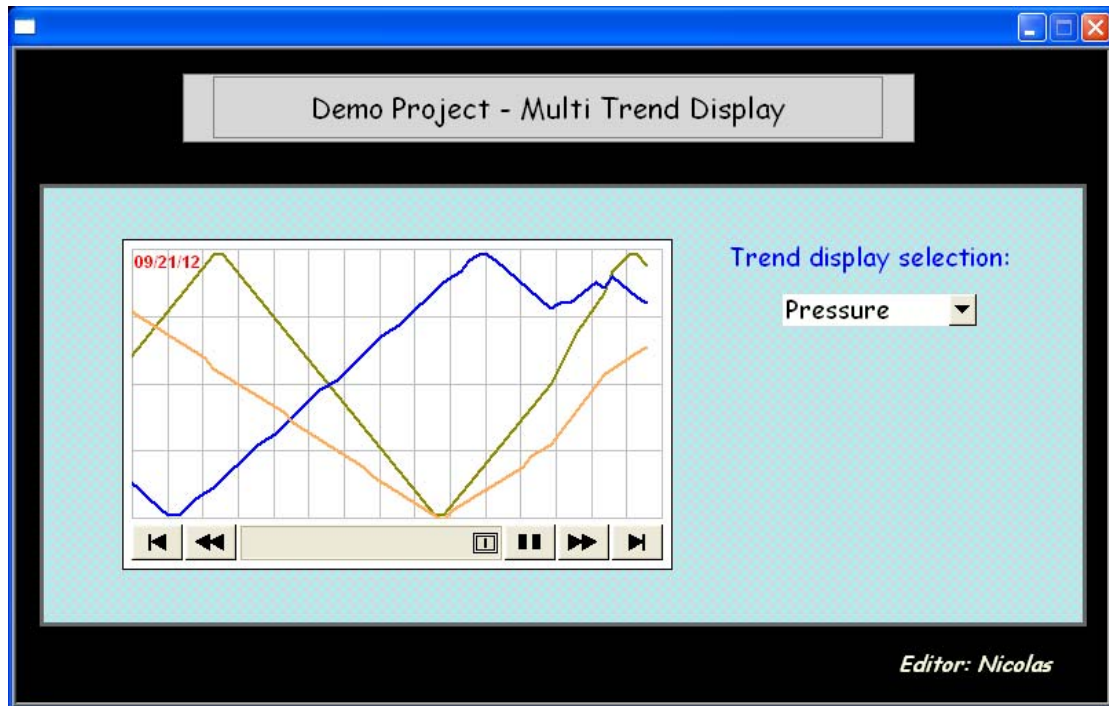 Demo Project - Multi Trend Display
09/21/12
Trend display selection:
Pressure
Editor: Nicolas